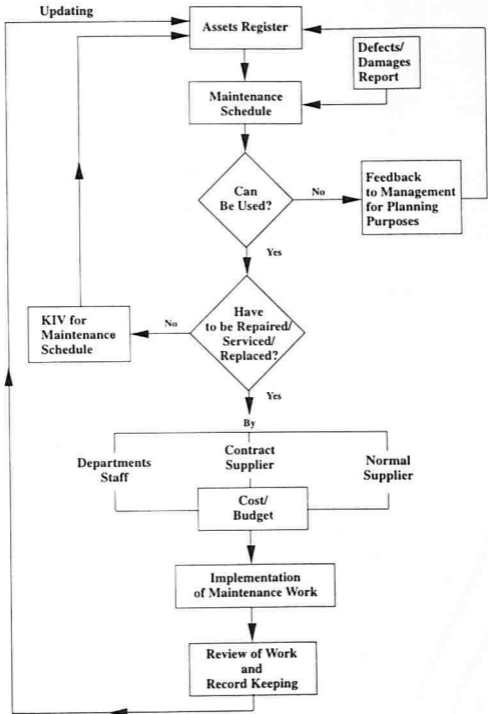 Updating
Assets Register
Defects/
Damages
Report
Maintenance
Schedule
Can
Be Used?
No
Feedback
to Management
for Planning
Purposes
Yes
Have
to be Repaired/
Serviced/
Replaced?
No
KIV for
Maintenance
Schedule
Yes
By
Departments
Staff
Contract
Supplier
Normal
Supplier
Cost/
Budget
Implementation
of Maintenance Work
Review of Work
and
Record Keeping